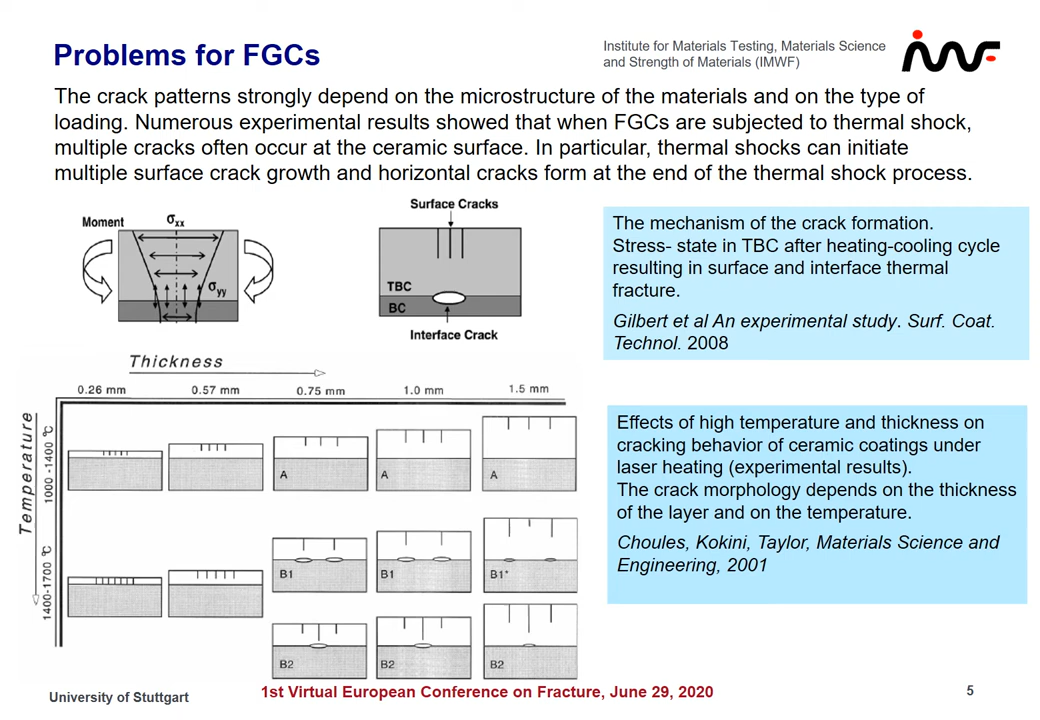 Problems for FGCs
Institute for Materials Testing, Materials Science
and Strength of Materials (IMWF)
The crack patterns strongly depend on the microstructure of the materials and on the type of
loading. Numerous experimental results showed that when FGCs are subjected to thermal shock,
multiple cracks often occur at the ceramic surface. In particular, thermal shocks can initiate
multiple surface crack growth and horizontal cracks form at the end of the thermal shock process.
Moment
σxx
σyy
Surface Cracks
TBC
BC
Interface Crack
The mechanism of the crack formation.
Stress- state in TBC after heating-cooling cycle
resulting in surface and interface thermal
fracture.
Gilbert et al An experimental study. Surf. Coat.
Technol. 2008
Thickness
0.26 mm
0.57 mm
0.75 mm
1.0 mm
1.5 mm
Temperature
1000 -1400 °C
A
A
A
1400-1700 °C
B1
B1
B1*
B2
B2
B2
Effects of high temperature and thickness on
cracking behavior of ceramic coatings under
laser heating (experimental results).
The crack morphology depends on the thickness
of the layer and on the temperature.
Choules, Kokini, Taylor, Materials Science and
Engineering, 2001
University of Stuttgart
1st Virtual European Conference on Fracture, June 29, 2020
5